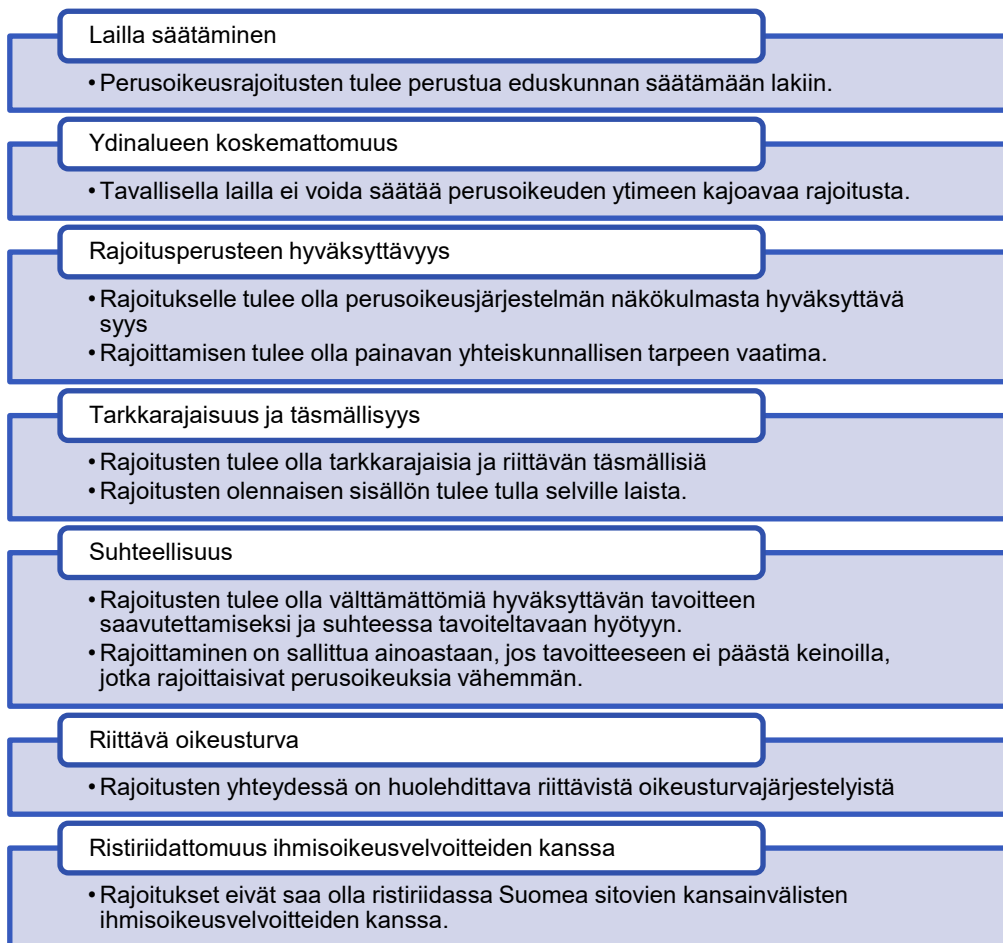 Lailla säätäminen
• Perusoikeusrajoitusten tulee perustua eduskunnan säätämään lakiin.
Ydinalueen koskemattomuus
• Tavallisella lailla ei voida säätää perusoikeuden ytimeen kajoavaa rajoitusta.
Rajoitusperusteen hyväksyttävyys
• Rajoitukselle tulee olla perusoikeusjärjestelmän näkökulmasta hyväksyttävä
syys
• Rajoittamisen tulee olla painavan yhteiskunnallisen tarpeen vaatima.
Tarkkarajaisuus ja täsmällisyys
• Rajoitusten tulee olla tarkkarajaisia ja riittävän täsmällisiä
• Rajoitusten olennaisen sisällön tulee tulla selville laista.
Suhteellisuus
• Rajoitusten tulee olla välttämättömiä hyväksyttävän tavoitteen
saavutettamiseksi ja suhteessa tavoiteltavaan hyötyyn.
• Rajoittaminen on sallittua ainoastaan, jos tavoitteeseen ei päästä keinoilla,
jotka rajoittaisivat perusoikeuksia vähemmän.
Riittävä oikeusturva
• Rajoitusten yhteydessä on huolehdittava riittävistä oikeusturvajärjestelyistä
Ristiriidattomuus ihmisoikeusvelvoitteiden kanssa
• Rajoitukset eivät saa olla ristiriidassa Suomea sitovien kansainvälisten
ihmisoikeusvelvoitteiden kanssa.